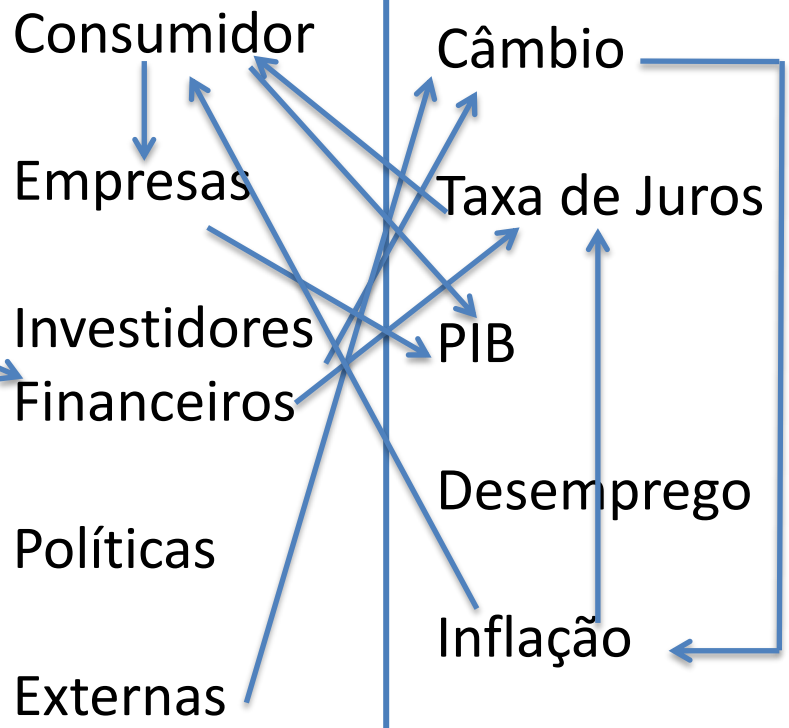 Consumidor
Empresas
Investidores
Financeiros
Políticas
Externas
Câmbio
Taxa de Juros
PIB
Desemprego
Inflação